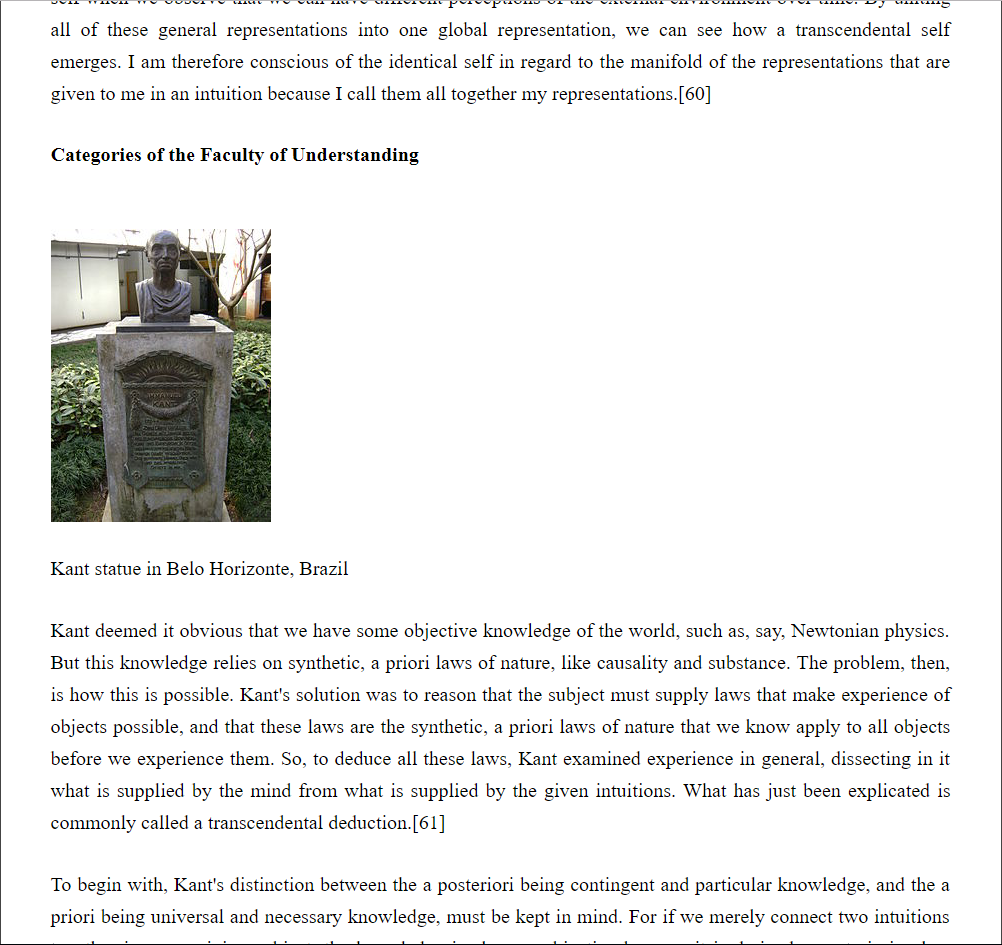 all of these general representations into one global representation, we can see how a transcendental self
emerges. I am therefore conscious of the identical self in regard to the manifold of the representations that are
given to me in an intuition because I call them all together my representations.[60]
Categories of the Faculty of Understanding
KANT
Kant statue in Belo Horizonte, Brazil
Kant deemed it obvious that we have some objective knowledge of the world, such as, say, Newtonian physics.
But this knowledge relies on synthetic, a priori laws of nature, like causality and substance. The problem, then,
is how this is possible. Kant's solution was to reason that the subject must supply laws that make experience of
objects possible, and that these laws are the synthetic, a priori laws of nature that we know apply to all objects
before we experience them. So, to deduce all these laws, Kant examined experience in general, dissecting in it
what is supplied by the mind from what is supplied by the given intuitions. What has just been explicated is
commonly called a transcendental deduction.[61]
To begin with, Kant's distinction between the a posteriori being contingent and particular knowledge, and the a
priori being universal and necessary knowledge, must be kept in mind. For if we merely connect two intuitions